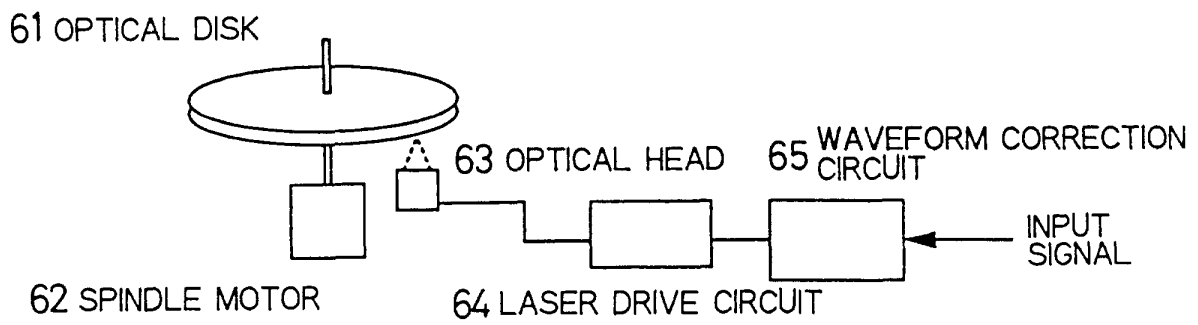 61 OPTICAL DISK
63 OPTICAL HEAD
65 WAVEFORM CORRECTION
CIRCUIT
INPUT
SIGNAL
62 SPINDLE MOTOR
64 LASER DRIVE CIRCUIT